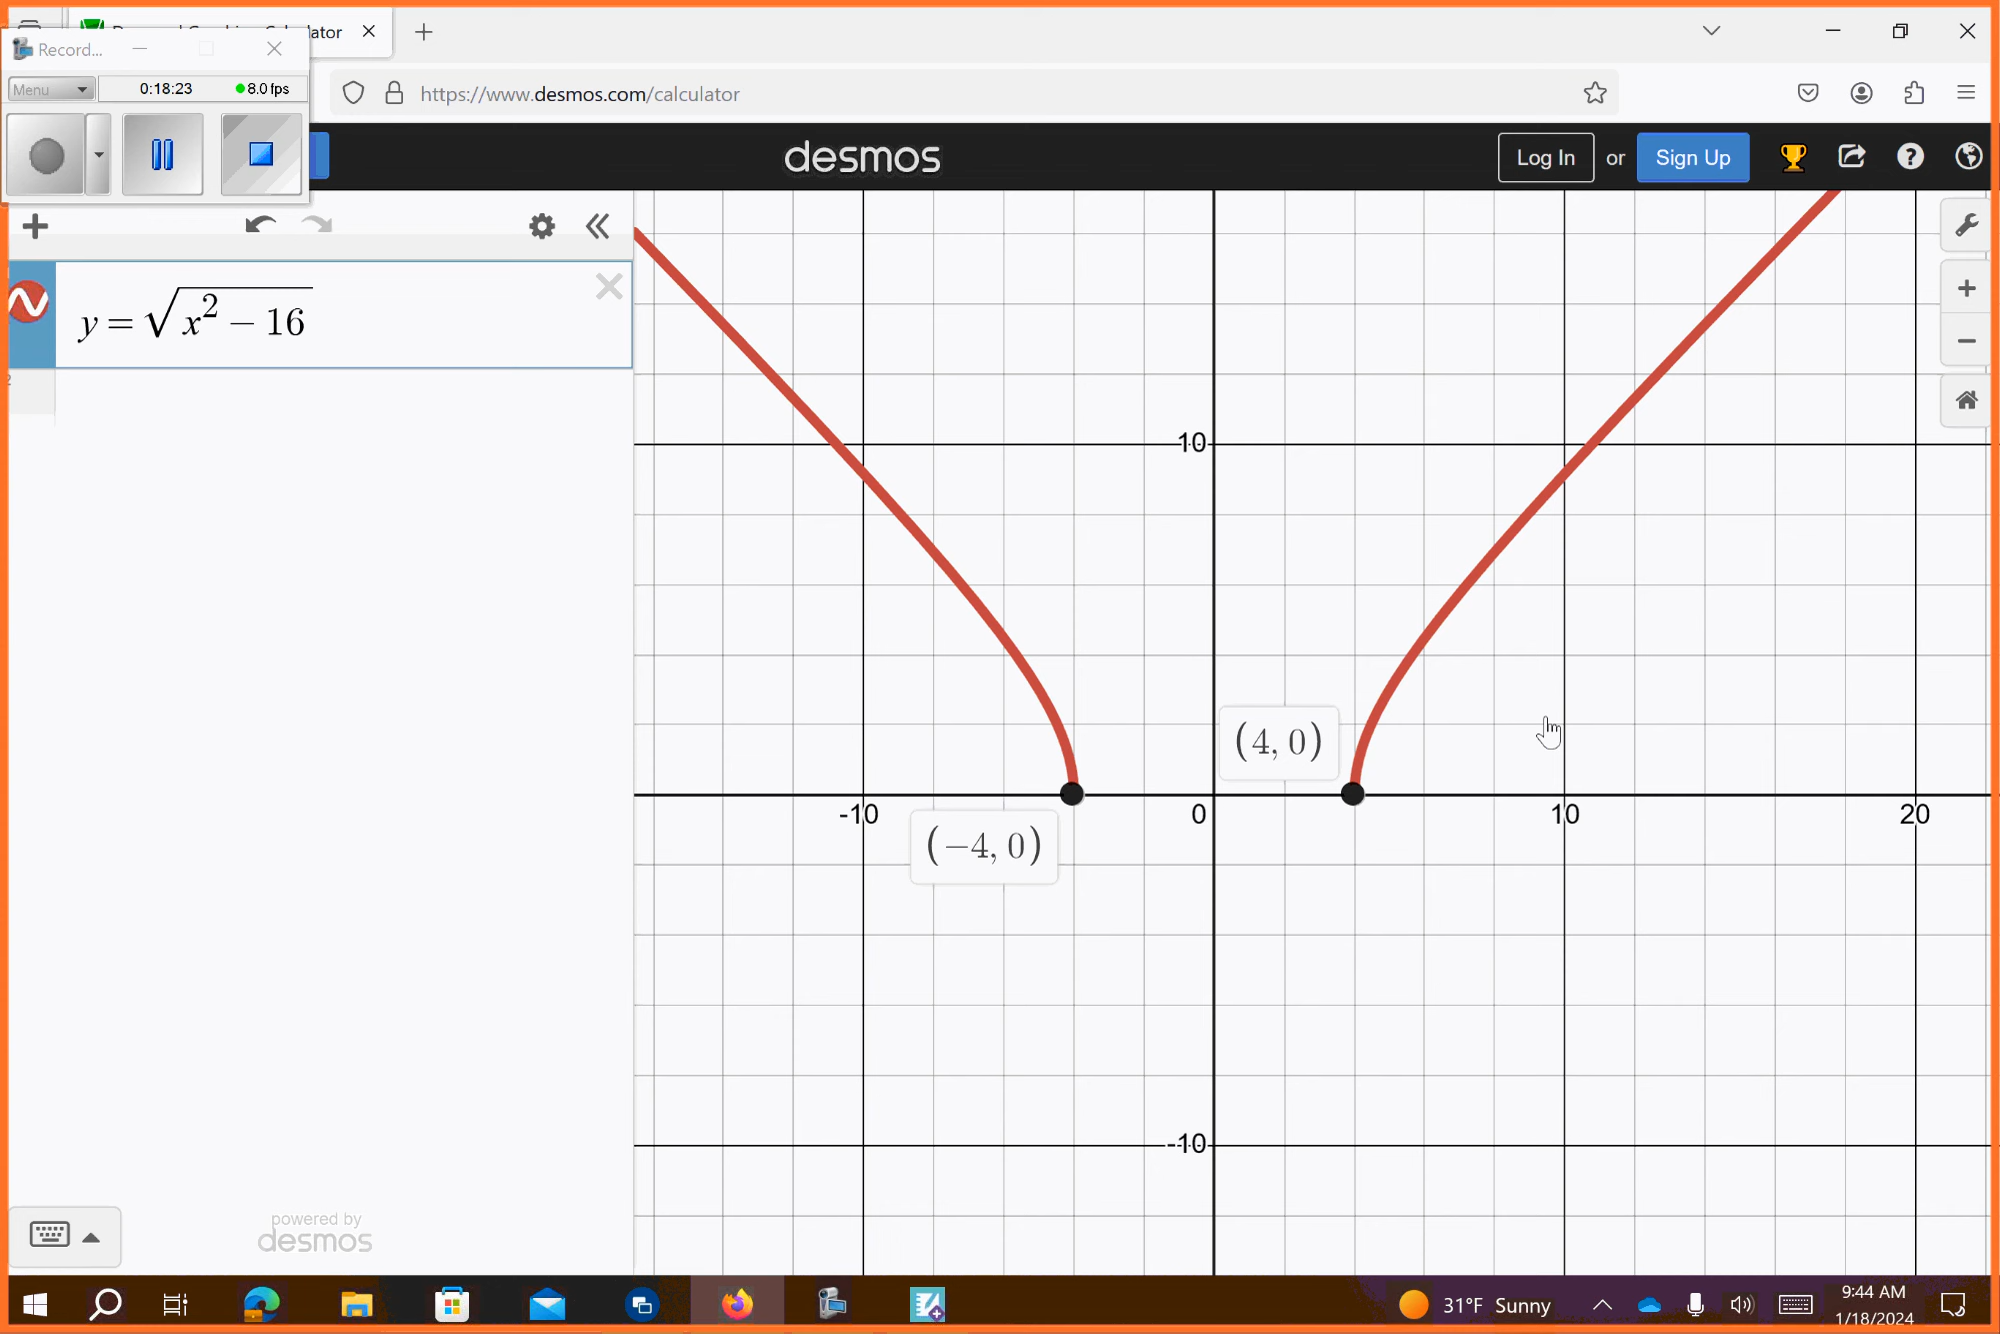 ator
Record...
Menu
0:18:23
8.0 fps
https://www.desmos.com/calculator
desmos
Log In
or
Sign Up
y = √x² − 16
2
10
(4, 0)
-10
0
10
20
(−4, 0)
-10
powered by
desmos
31°F Sunny
9:44 AM
1/18/2024